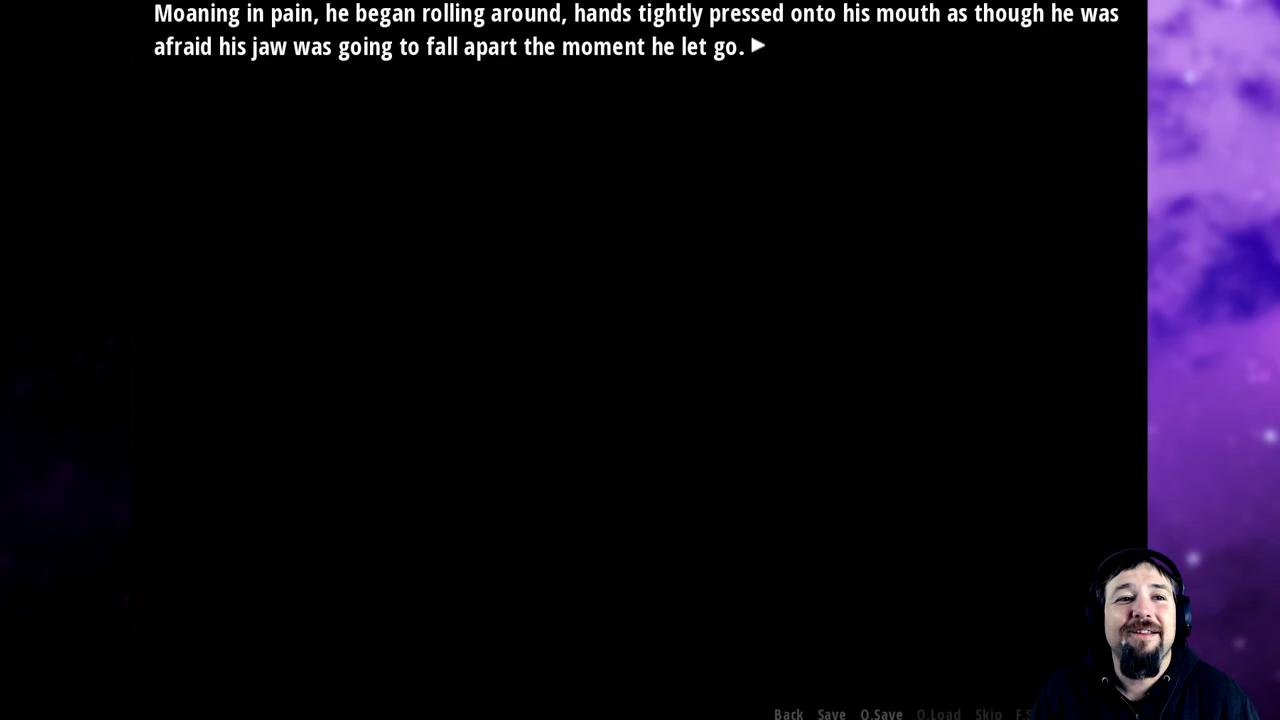 Moaning in pain, he began rolling around, hands tightly pressed onto his mouth as though he was
afraid his jaw was going to fall apart the moment he let go.
Back Save Q.Save Q.Load Skip F.S